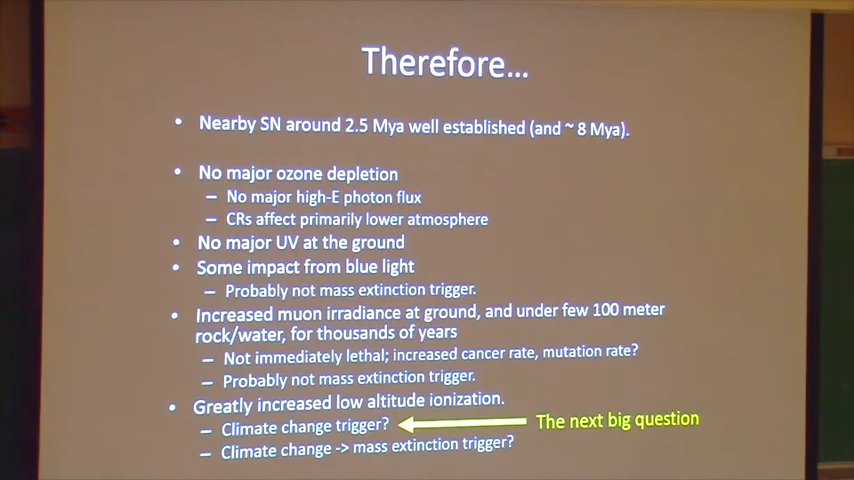 Therefore...
• Nearby SN around 2.5 Mya well established (and ~ 8 Mya).
• No major ozone depletion
– No major high-E photon flux
– CRs affect primarily lower atmosphere
• No major UV at the ground
• Some impact from blue light
– Probably not mass extinction trigger.
• Increased muon irradiance at ground, and under few 100 meter
rock/water, for thousands of years
– Not immediately lethal; increased cancer rate, mutation rate?
– Probably not mass extinction trigger.
• Greatly increased low altitude ionization.
– Climate change trigger? The next big question
– Climate change -> mass extinction trigger?